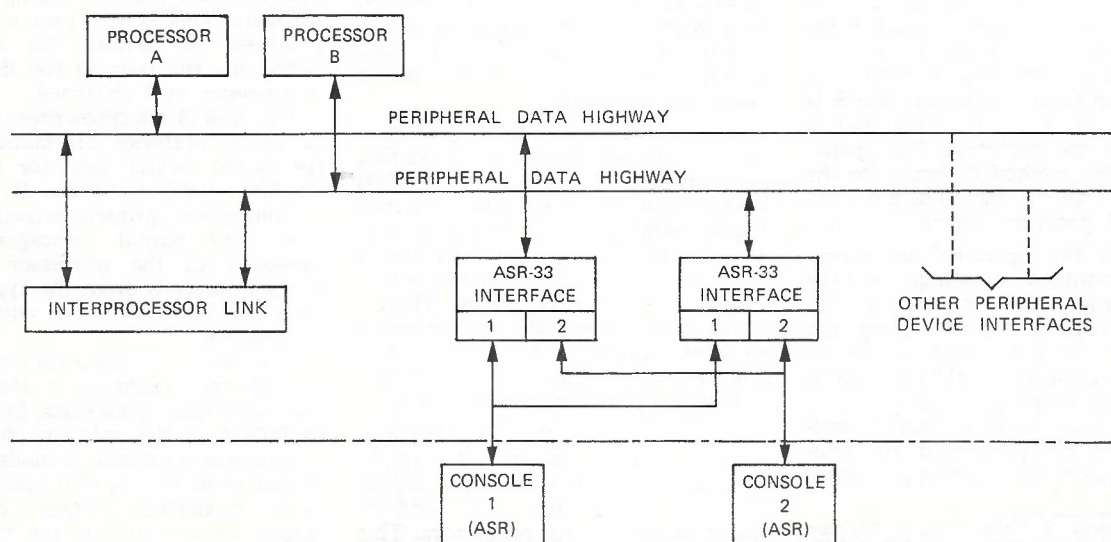 PROCESSOR
A
PROCESSOR
B
PERIPHERAL DATA HIGHWAY
PERIPHERAL DATA HIGHWAY
INTERPROCESSOR LINK
ASR-33
INTERFACE
1 2
ASR-33
INTERFACE
1 2
OTHER PERIPHERAL
DEVICE INTERFACES
CONSOLE
1
(ASR)
CONSOLE
2
(ASR)